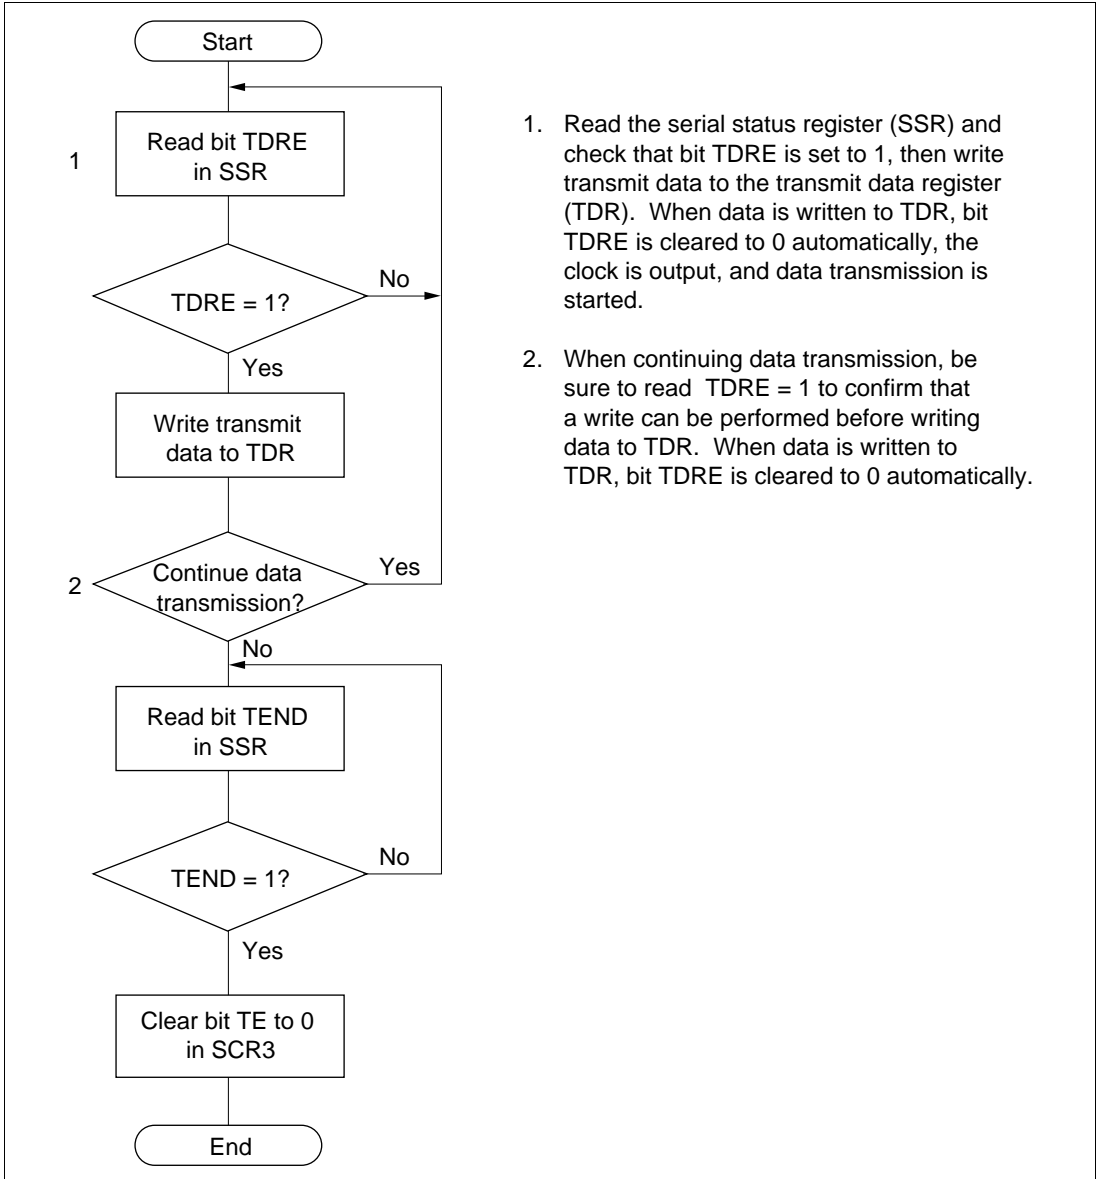 Start
1
Read bit TDRE
in SSR
TDRE = 1?
No
Yes
Write transmit
data to TDR
2
Continue data
transmission?
Yes
No
Read bit TEND
in SSR
TEND = 1?
No
Yes
Clear bit TE to 0
in SCR3
End
1. Read the serial status register (SSR) and
check that bit TDRE is set to 1, then write
transmit data to the transmit data register
(TDR). When data is written to TDR, bit
TDRE is cleared to 0 automatically, the
clock is output, and data transmission is
started.
2. When continuing data transmission, be
sure to read TDRE = 1 to confirm that
a write can be performed before writing
data to TDR. When data is written to
TDR, bit TDRE is cleared to 0 automatically.